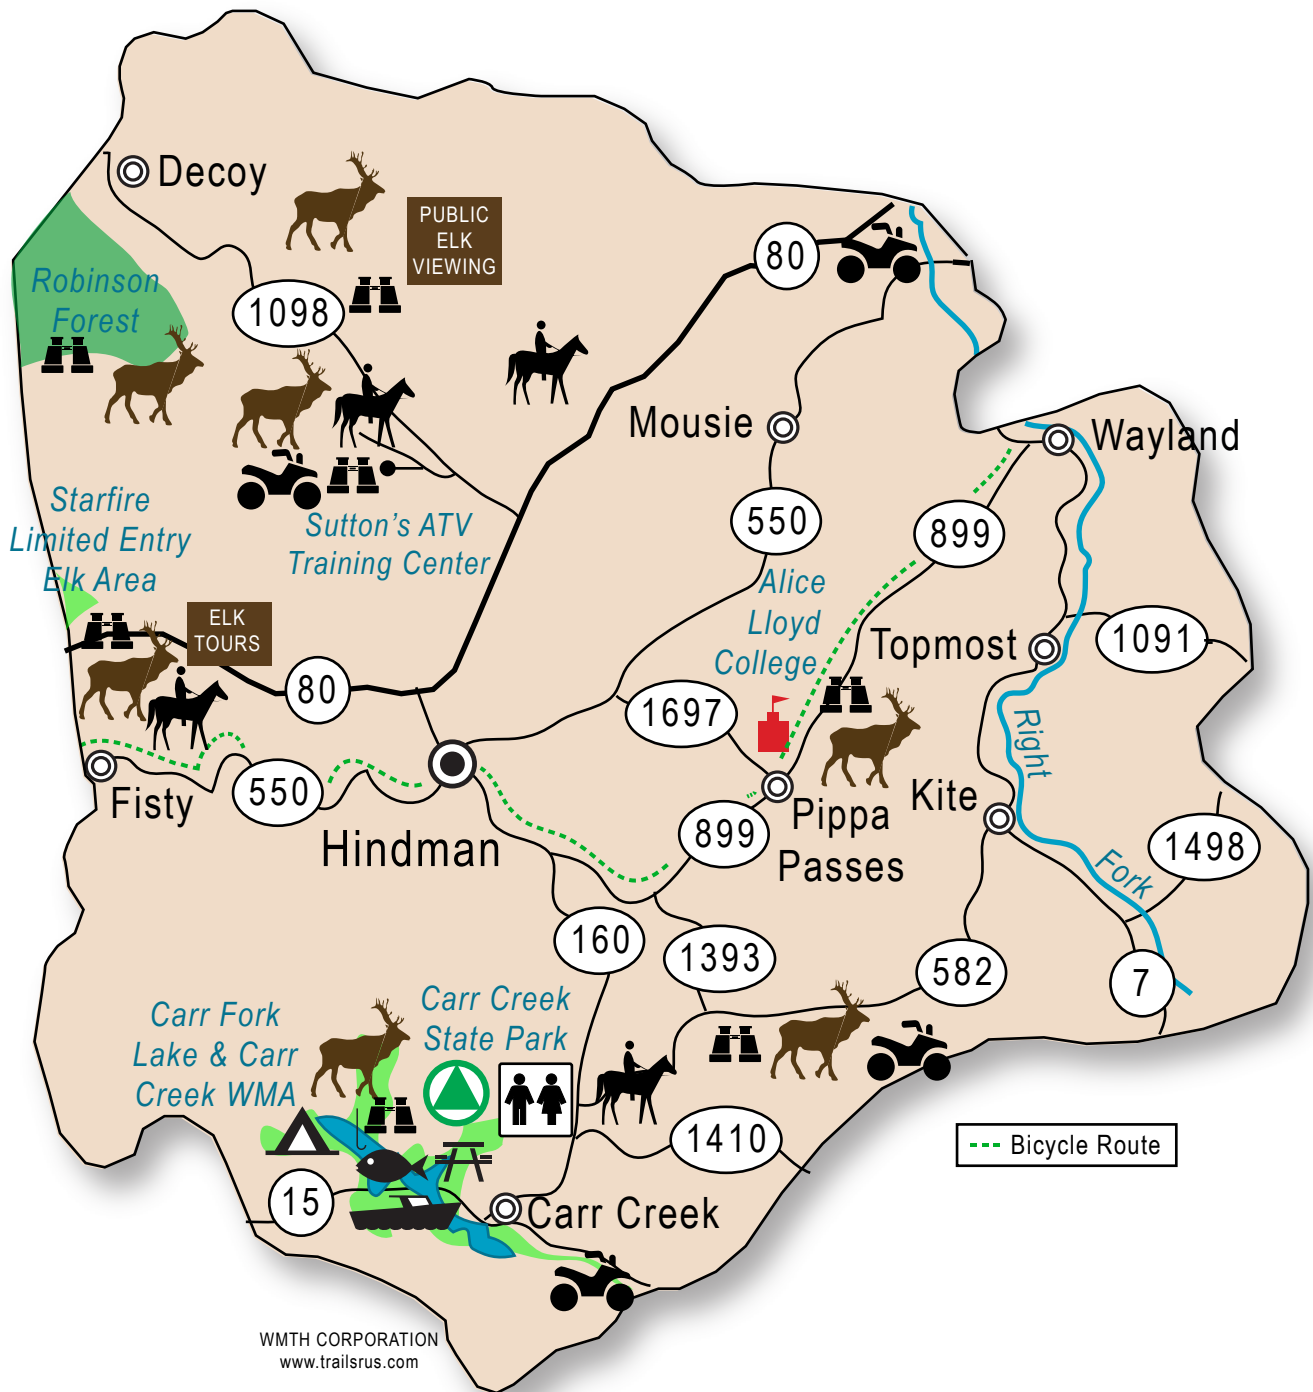 Decoy
PUBLIC
ELK
VIEWING
80
Robinson
Forest
1098
Mousie
Wayland
Starfire
Limited Entry
Elk Area
Sutton's ATV
Training Center
550
899
Alice
Lloyd
College
ELK
TOURS
Topmost
1091
80
1697
Right
Fisty
550
Hindman
899
Pippa
Passes
Kite
Fork
1498
160
1393
582
7
Carr Fork
Lake & Carr
Creek WMA
Carr Creek
State Park
1410
Bicycle Route
15
Carr Creek
WMTH CORPORATION
www.trailsrus.com